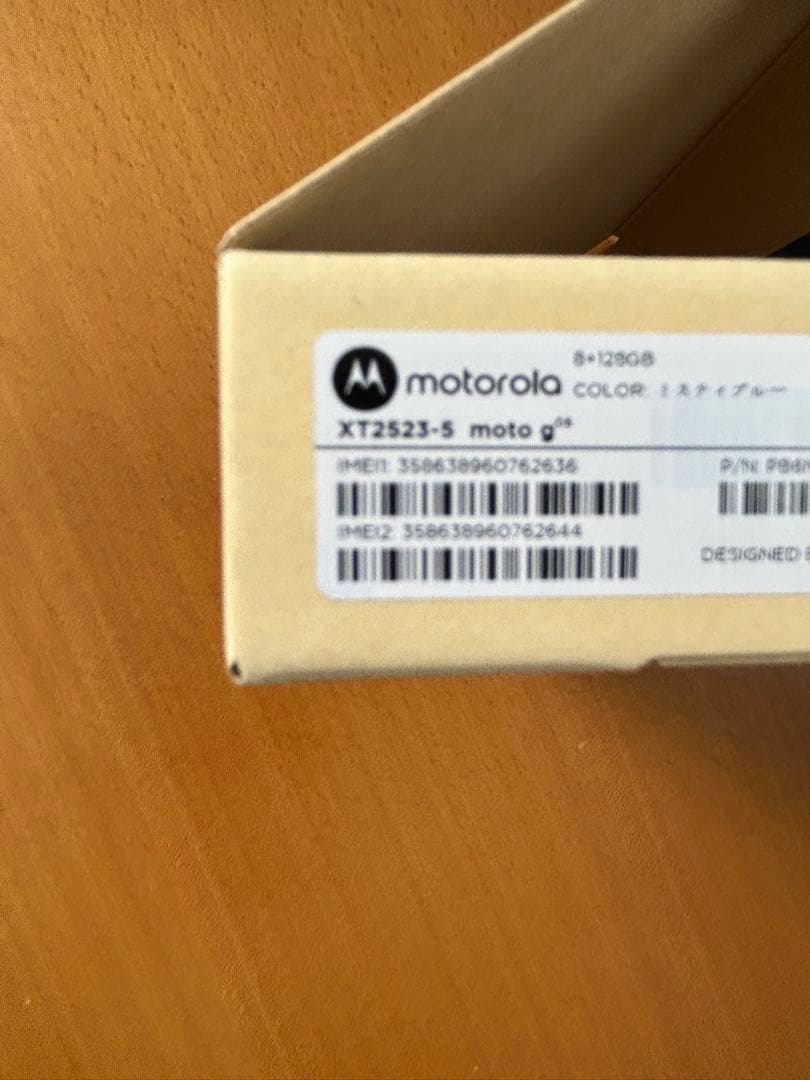 motorola
8+128GB
COLOR: ミスティブルー
XT2523-5 moto g05
IMEI1: 358638960762636
IMEI2: 358638960762644
P/N:
DESIGNED